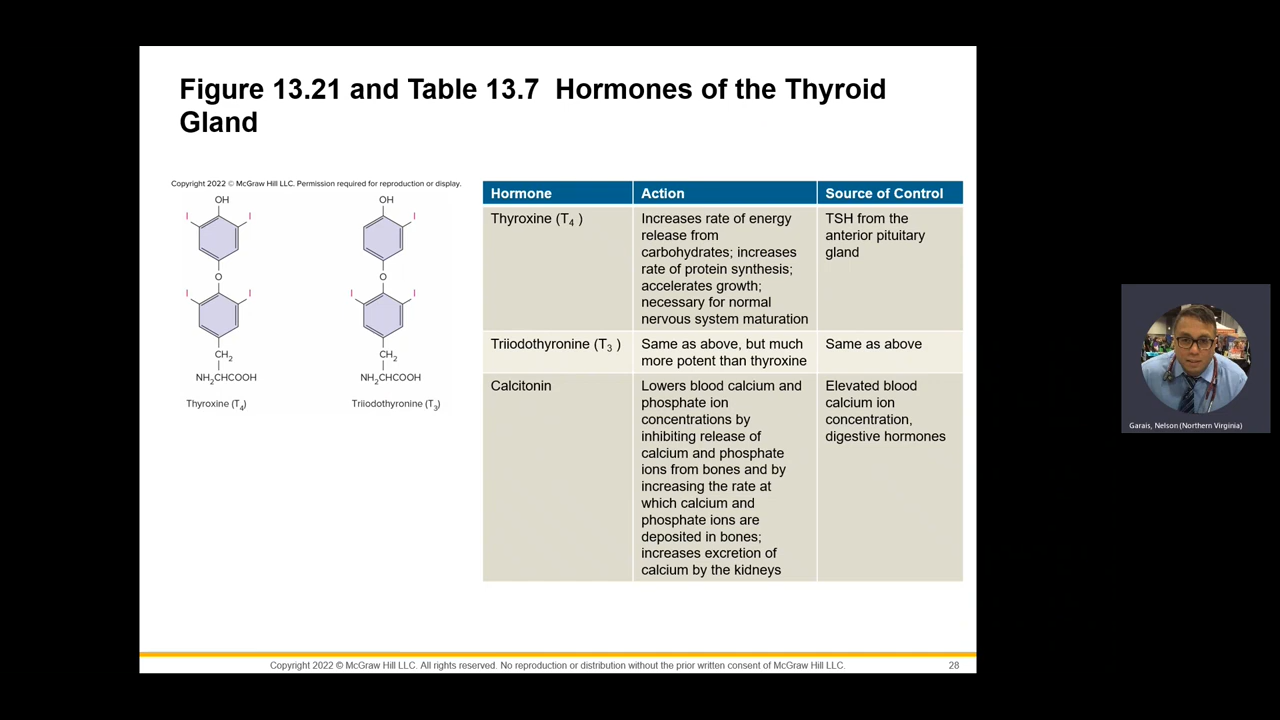 Figure 13.21 and Table 13.7  Hormones of the Thyroid
Gland
Copyright 2022 © McGraw Hill LLC. Permission required for reproduction or display.
OH
I
I
O
I
I
CH2
NH2CHCOOH
Thyroxine (T4)
OH
I
O
I
I
CH2
NH2CHCOOH
Triiodothyronine (T3)
Hormone
Action
Source of Control
Thyroxine (T4 )
Increases rate of energy
release from
carbohydrates; increases
rate of protein synthesis;
accelerates growth;
necessary for normal
nervous system maturation
TSH from the
anterior pituitary
gland
Triiodothyronine (T3 )
Same as above, but much
more potent than thyroxine
Same as above
Calcitonin
Lowers blood calcium and
phosphate ion
concentrations by
inhibiting release of
calcium and phosphate
ions from bones and by
increasing the rate at
which calcium and
phosphate ions are
deposited in bones;
increases excretion of
calcium by the kidneys
Elevated blood
calcium ion
concentration,
digestive hormones
Copyright 2022 © McGraw Hill LLC. All rights reserved. No reproduction or distribution without the prior written consent of McGraw Hill LLC.
28
Garais, Nelson (Northern Virginia)